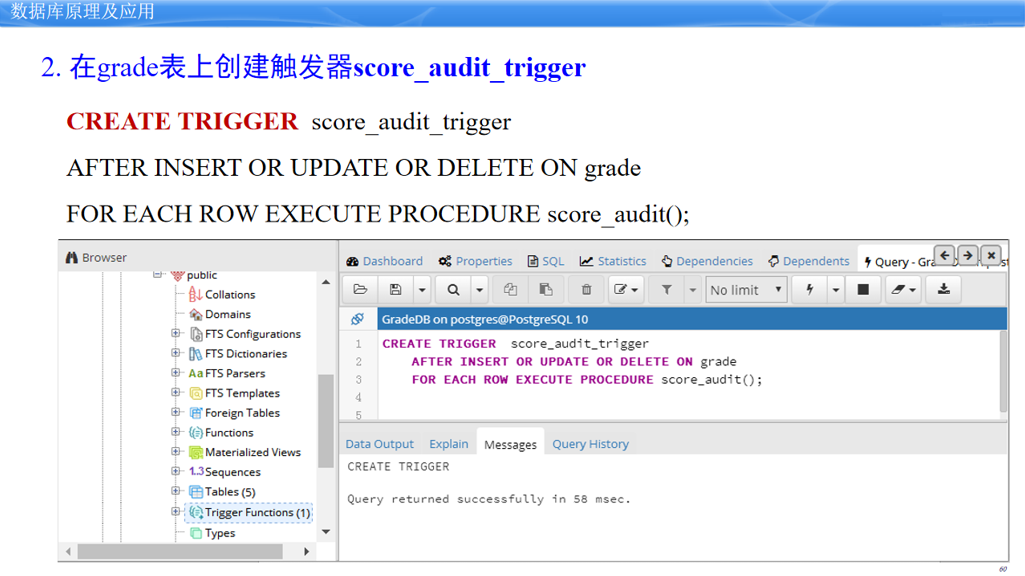 数据库原理及应用
2. 在grade表上创建触发器score_audit_trigger
CREATE TRIGGER score_audit_trigger
AFTER INSERT OR UPDATE OR DELETE ON grade
FOR EACH ROW EXECUTE PROCEDURE score_audit();
Browser
public
Collations
Domains
FTS Configurations
FTS Dictionaries
Aa FTS Parsers
FTS Templates
Foreign Tables
Functions
Materialized Views
1..3 Sequences
Tables (5)
Trigger Functions (1)
Types
Dashboard Properties SQL Statistics Dependencies Dependents Query - Gra
No limit
GradeDB on postgres@PostgreSQL 10
1 CREATE TRIGGER score_audit_trigger
2 AFTER INSERT OR UPDATE OR DELETE ON grade
3 FOR EACH ROW EXECUTE PROCEDURE score_audit();
4
5
Data Output Explain Messages Query History
CREATE TRIGGER
Query returned successfully in 58 msec.
60